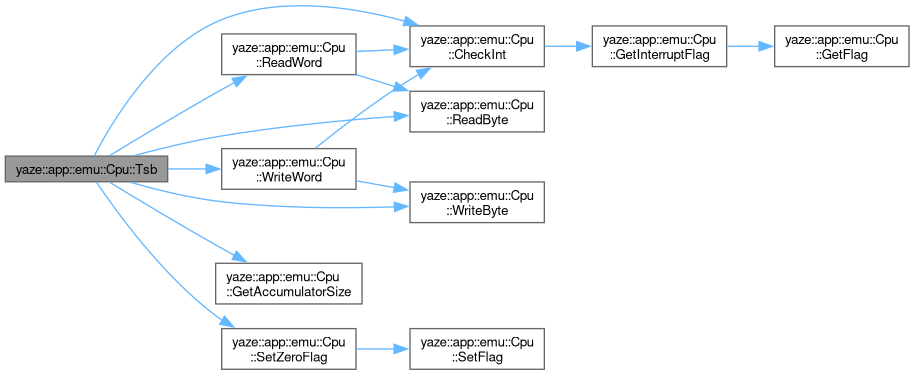 yaze::app::emu::Cpu::Tsb
yaze::app::emu::Cpu
::ReadWord
yaze::app::emu::Cpu
::WriteWord
yaze::app::emu::Cpu
::GetAccumulatorSize
yaze::app::emu::Cpu
::SetZeroFlag
yaze::app::emu::Cpu
::CheckInt
yaze::app::emu::Cpu
::ReadByte
yaze::app::emu::Cpu
::WriteByte
yaze::app::emu::Cpu
::SetFlag
yaze::app::emu::Cpu
::GetInterruptFlag
yaze::app::emu::Cpu
::GetFlag